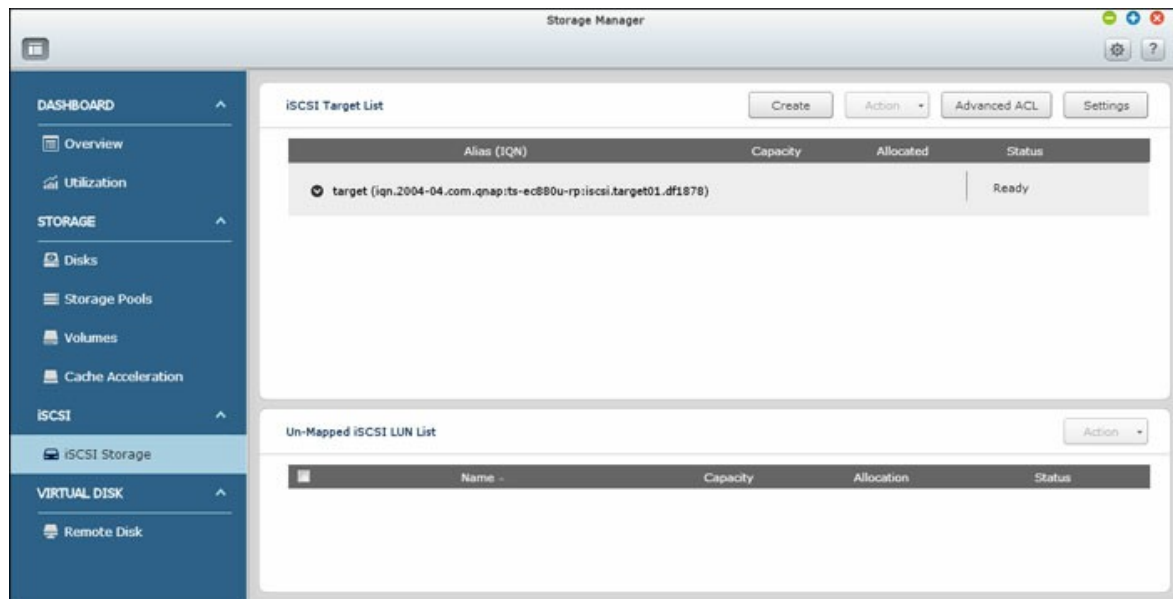 Storage Manager
?
DASHBOARD
Overview
Utilization
STORAGE
Disks
Storage Pools
Volumes
Cache Acceleration
iSCSI
iSCSI Storage
VIRTUAL DISK
Remote Disk
iSCSI Target List
Create Action Advanced ACL Settings
Alias (IQN) Capacity Allocated Status
target (iqn.2004-04.com.qnap:ts-ec880u-rp:iscsi.target01.df1878) Ready
Un-Mapped iSCSI LUN List
Action
Name Capacity Allocation Status